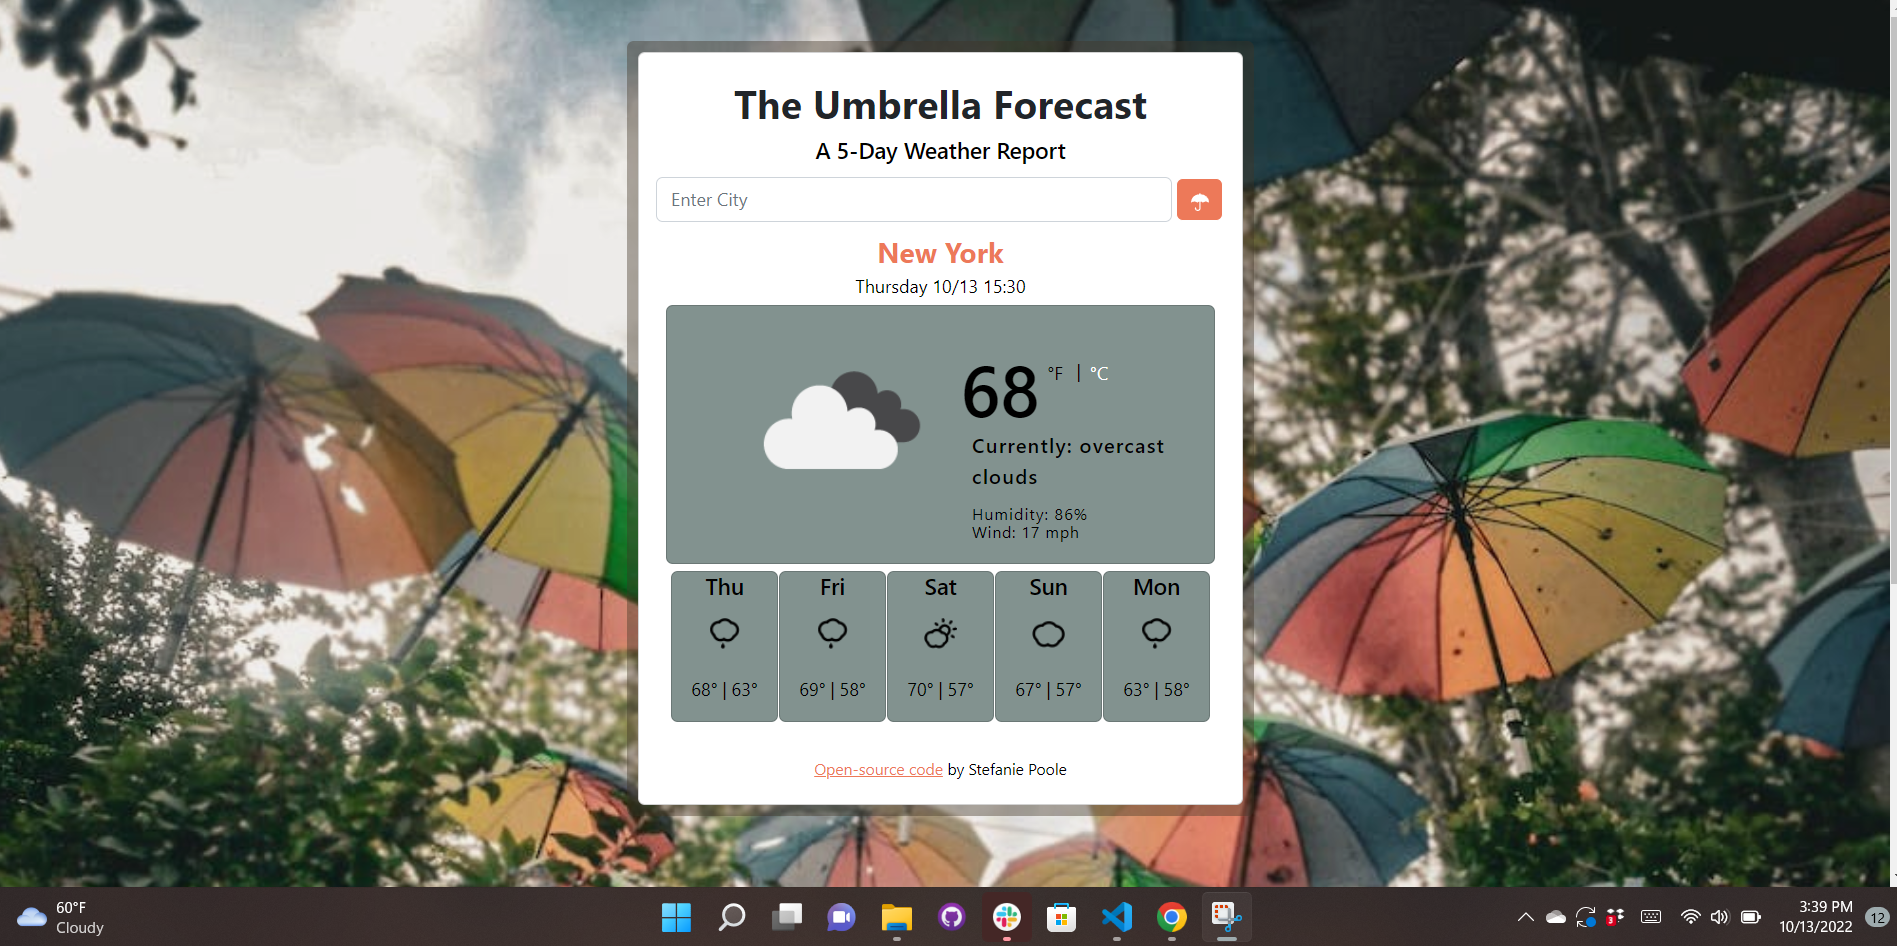 The Umbrella Forecast
A 5-Day Weather Report
Enter City
New York
Thursday 10/13 15:30
68 °F | °C
Currently: overcast
clouds
Humidity: 86%
Wind: 17 mph
Thu Fri Sat Sun Mon
68° | 63° 69° | 58° 70° | 57° 67° | 57° 63° | 58°
Open-source code by Stefanie Poole
60°F
Cloudy
3
3:39 PM
10/13/2022
12